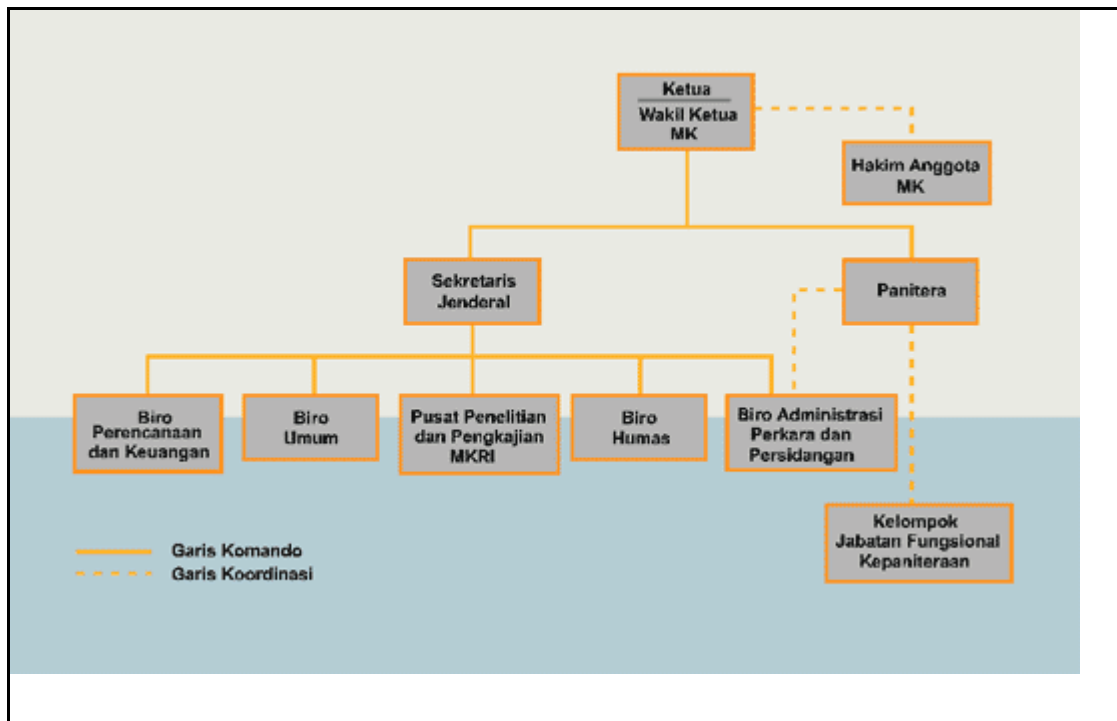 Ketua
Wakil Ketua
MK
Hakim Anggota
MK
Sekretaris
Jenderal
Panitera
Biro
Perencanaan
dan Keuangan
Biro
Umum
Pusat Penelitian
dan Pengkajian
MKRI
Biro
Humas
Biro Administrasi
Perkara dan
Persidangan
Kelompok
Jabatan Fungsional
Kepaniteraan
Garis Komando
Garis Koordinasi